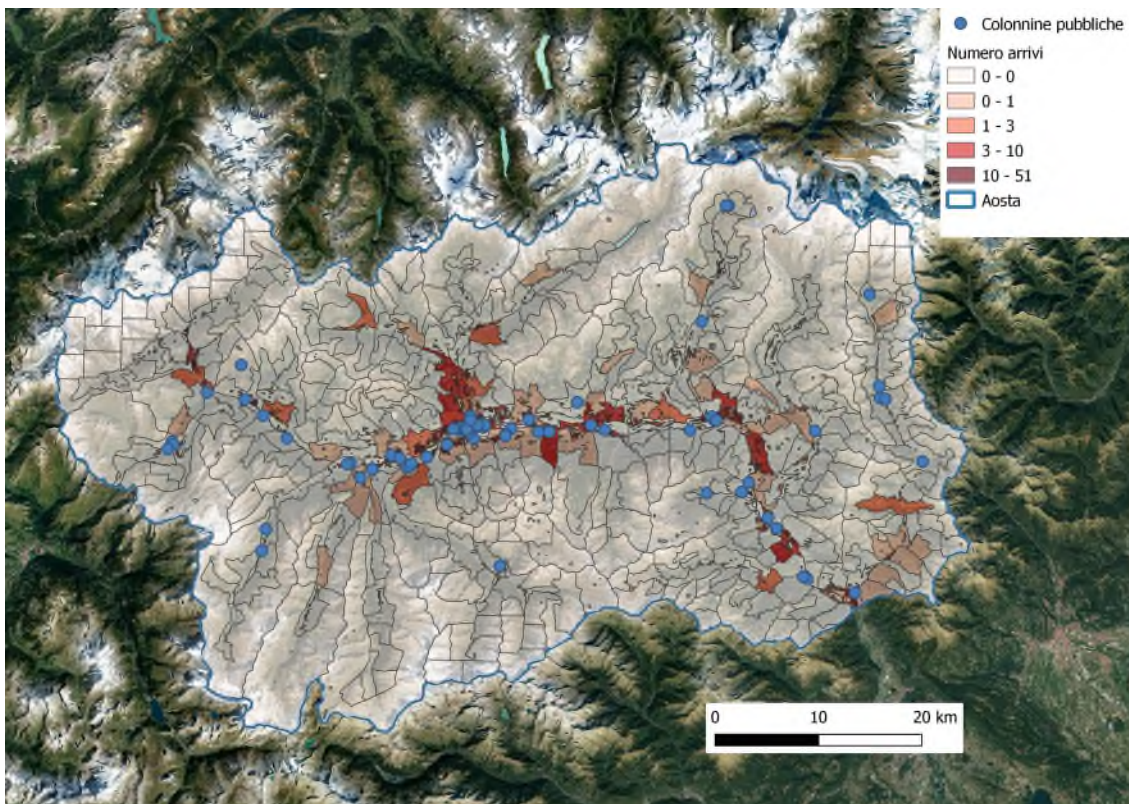 Colonnine pubbliche
Numero arrivi
0 - 0
0 - 1
1 - 3
3 - 10
10 - 51
Aosta
0 10 20 km